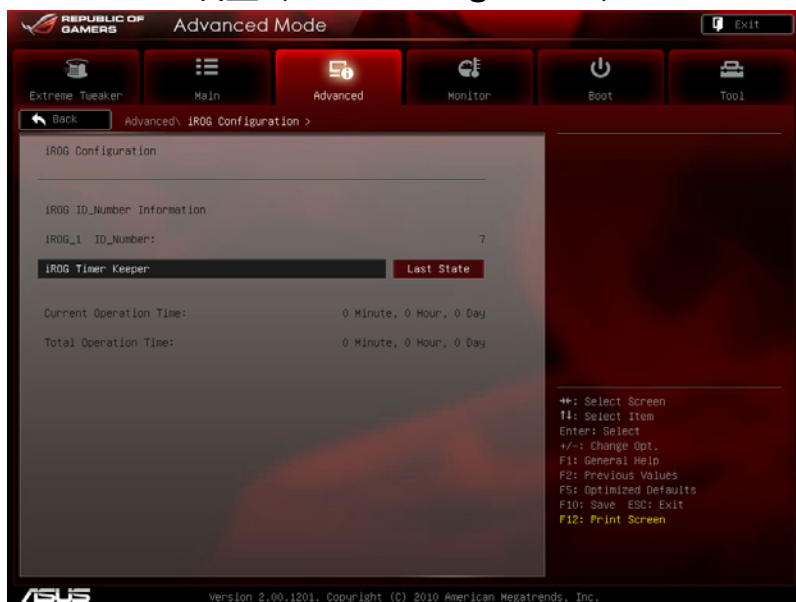 REPUBLIC OF
GAMERS
Advanced Mode
Exit
Extreme Tweaker
Main
Advanced
Monitor
Boot
Tool
Back
Advanced\ iROG Configuration >
iROG Configuration
iROG ID_Number Information
iROG_1 ID_Number: 7
iROG Timer Keeper Last State
Current Operation Time: 0 Minute, 0 Hour, 0 Day
Total Operation Time: 0 Minute, 0 Hour, 0 Day
→←: Select Screen
↑↓: Select Item
Enter: Select
+/-: Change Opt.
F1: General Help
F2: Previous Values
F5: Optimized Defaults
F10: Save ESC: Exit
F12: Print Screen
ASUS
Version 2.00.1201. Copyright (C) 2010 American Megatrends, Inc.